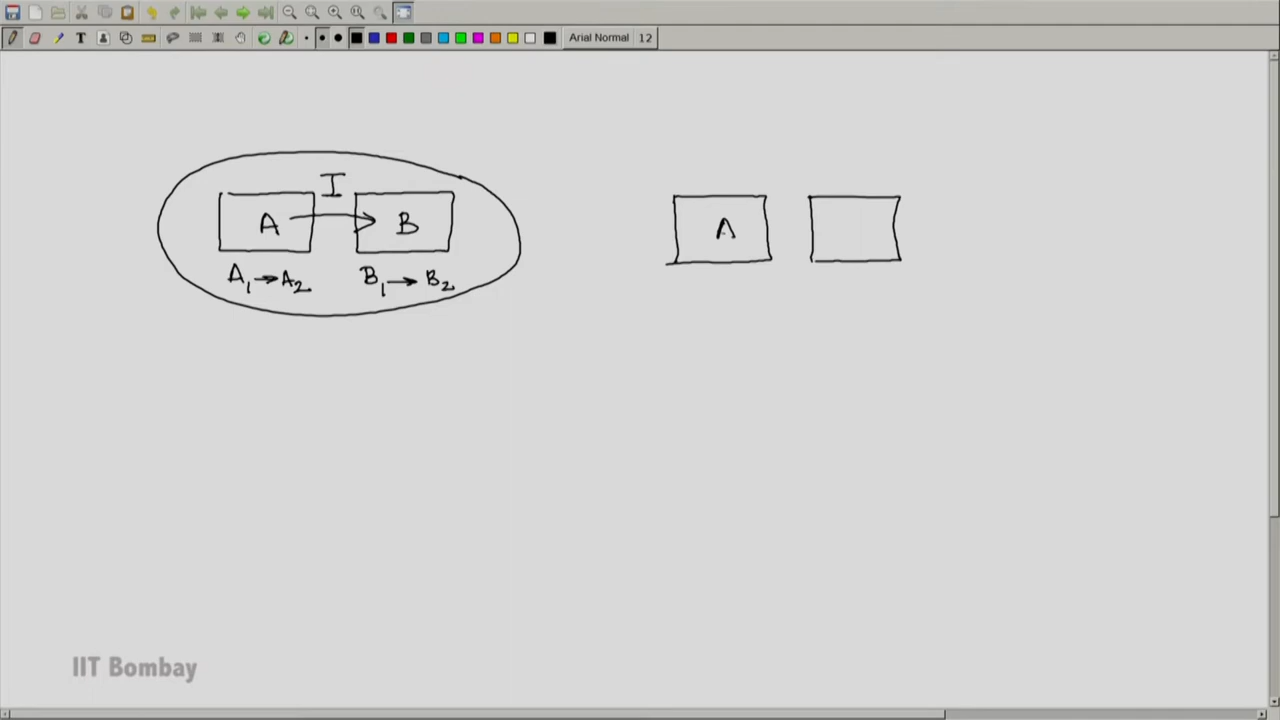 Arial Normal 12
I
A B
A₁→A₂ B₁→B₂
A
IIT Bombay